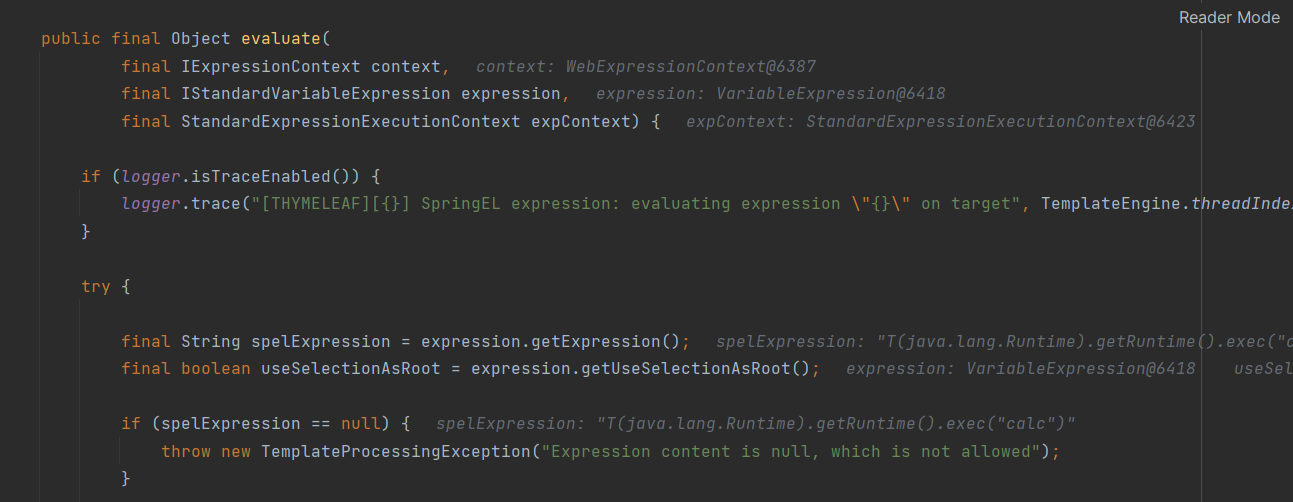 Reader Mode
public final Object evaluate(
final IExpressionContext context, context: WebExpressionContext@6387
final IStandardVariableExpression expression, expression: VariableExpression@6418
final StandardExpressionExecutionContext expContext) { expContext: StandardExpressionExecutionContext@6423
if (logger.isTraceEnabled()) {
logger.trace("[THYMELEAF][{}] SpringEL expression: evaluating expression \"{}\" on target", TemplateEngine.threadInde
}
try {
final String spelExpression = expression.getExpression(); spelExpression: "T(java.lang.Runtime).getRuntime().exec("c
final boolean useSelectionAsRoot = expression.getUseSelectionAsRoot(); expression: VariableExpression@6418 useSel
if (spelExpression == null) { spelExpression: "T(java.lang.Runtime).getRuntime().exec("calc")"
throw new TemplateProcessingException("Expression content is null, which is not allowed");
}